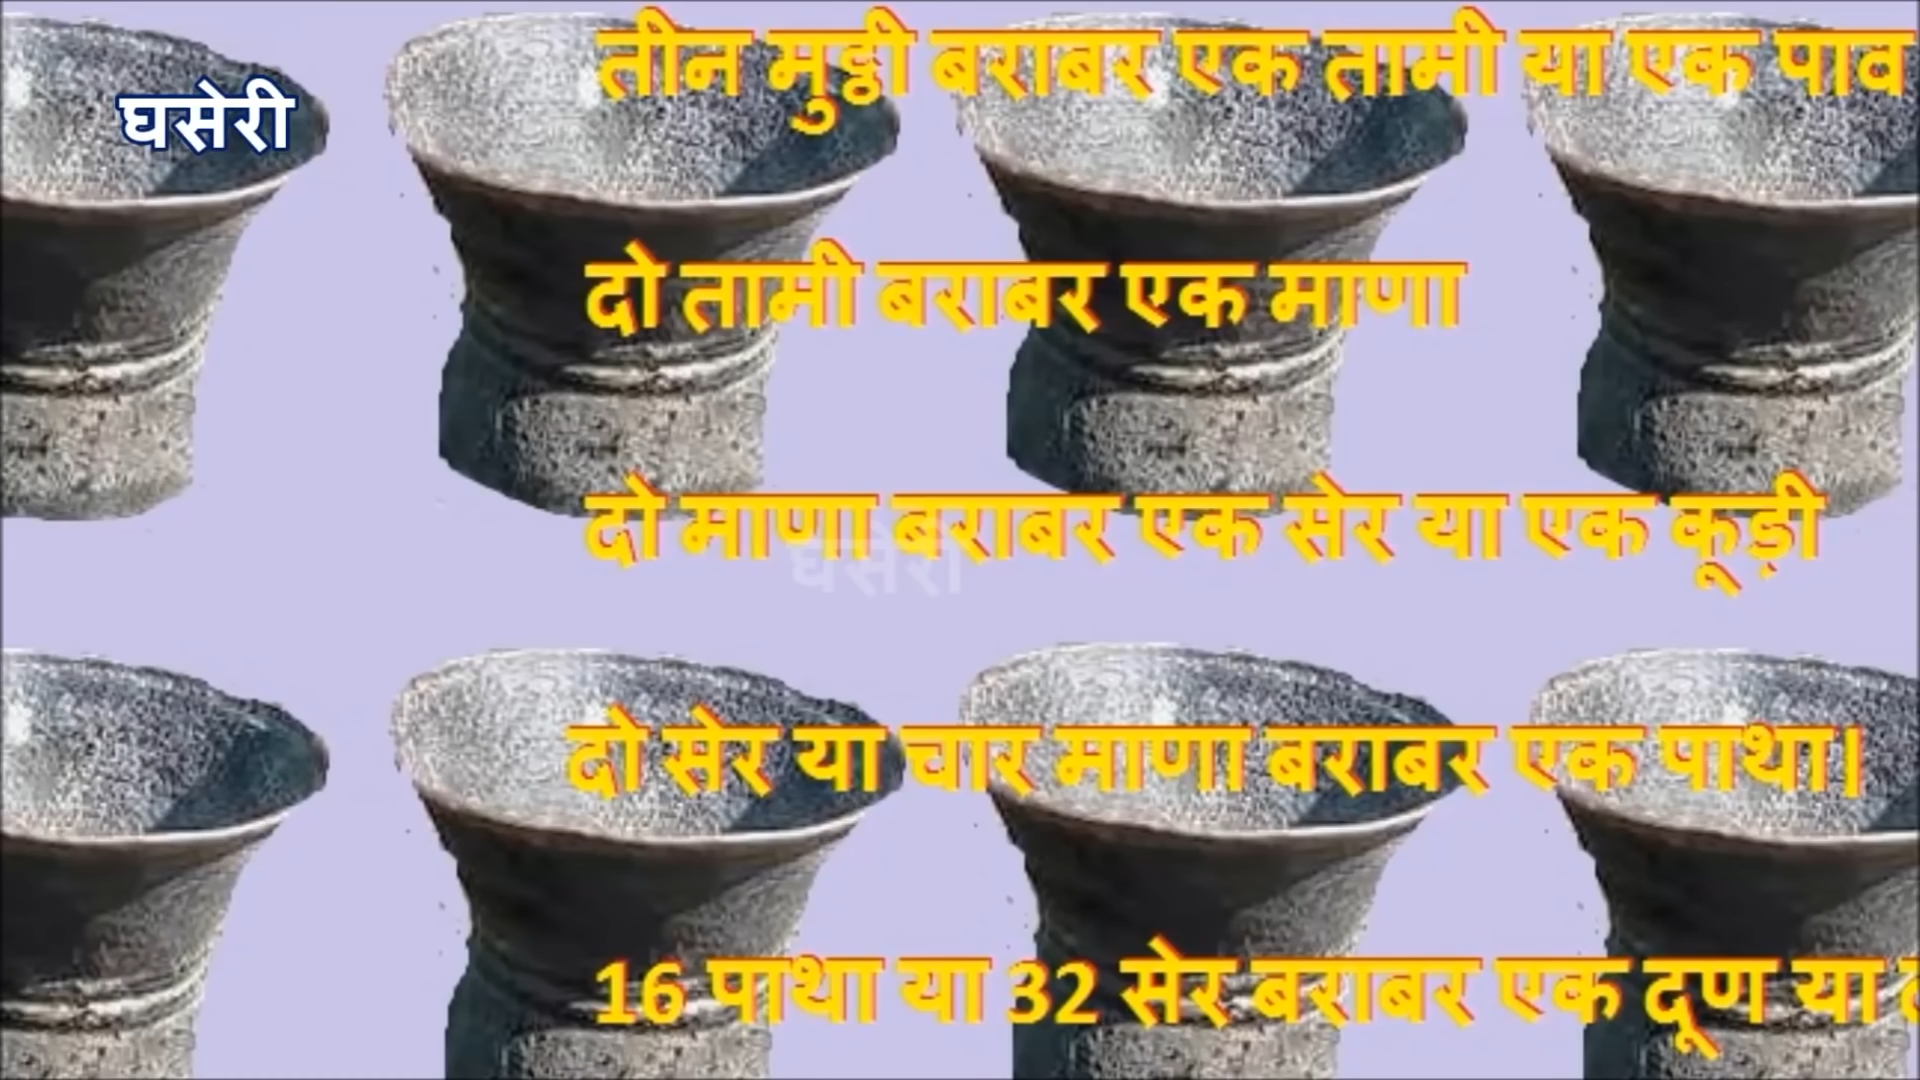 घसेरी
तीन मुट्ठी बराबर एक तामी या एक पाव
दो तामी बराबर एक माणा
दो माणा बराबर एक सेर या एक कूड़ी
घसेरी
दो सेर या चार माणा बराबर एक पाथा।
16 पाथा या 32 सेर बराबर एक दूण या